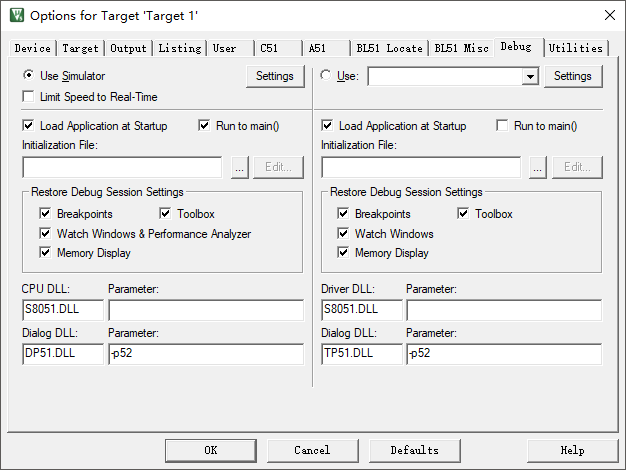 Options for Target 'Target 1'
Device Target Output Listing User C51 A51 BL51 Locate BL51 Misc Debug Utilities
Use Simulator Settings
Limit Speed to Real-Time
Load Application at Startup Run to main()
Initialization File:
... Edit...
Restore Debug Session Settings
Breakpoints Toolbox
Watch Windows & Performance Analyzer
Memory Display
CPU DLL: Parameter:
S8051.DLL
Dialog DLL: Parameter:
DP51.DLL -p52
Use: Settings
Load Application at Startup Run to main()
Initialization File:
... Edit...
Restore Debug Session Settings
Breakpoints Toolbox
Watch Windows
Memory Display
Driver DLL: Parameter:
S8051.DLL
Dialog DLL: Parameter:
TP51.DLL -p52
OK Cancel Defaults Help